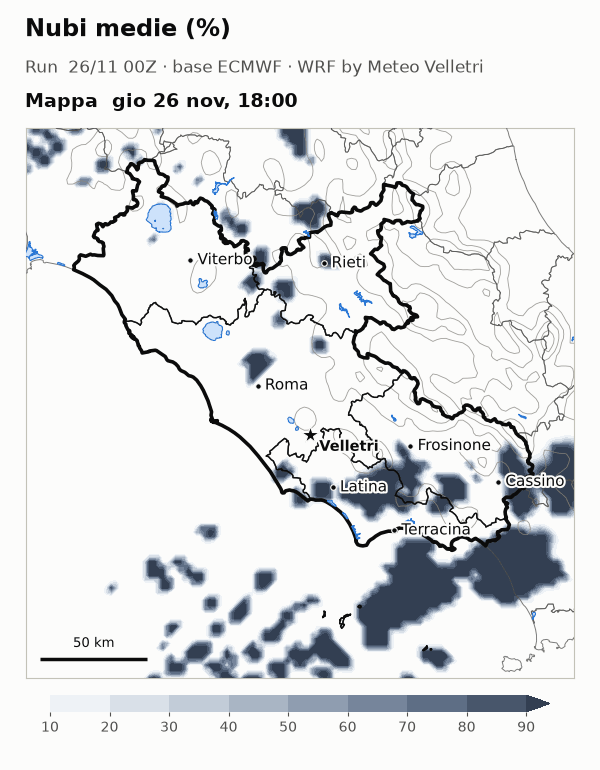 Nubi medie (%)
Run  26/11 00Z · base ECMWF · WRF by Meteo Velletri
Mappa  gio 26 nov, 18:00
Viterbo
Rieti
Roma
Velletri
Frosinone
Cassino
Latina
Terracina
50 km
10 20 30 40 50 60 70 80 90